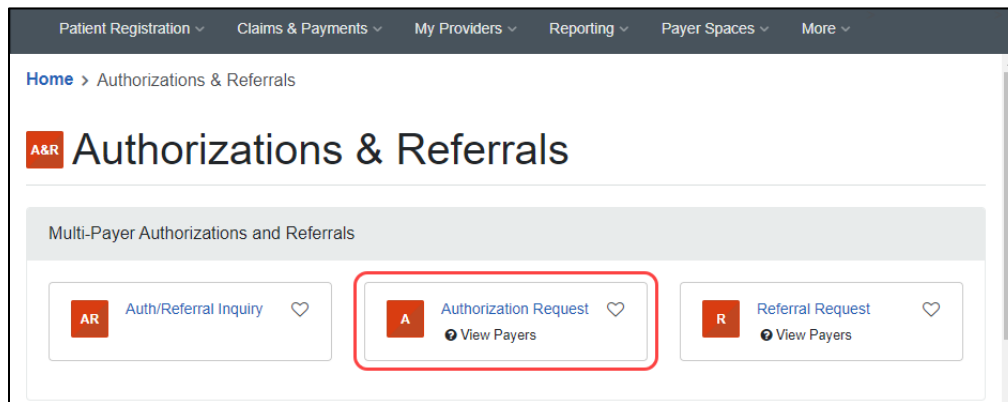 Patient Registration Claims & Payments My Providers Reporting Payer Spaces More
Home > Authorizations & Referrals
A&R Authorizations & Referrals
Multi-Payer Authorizations and Referrals
AR Auth/Referral Inquiry
A Authorization Request
? View Payers
R Referral Request
? View Payers